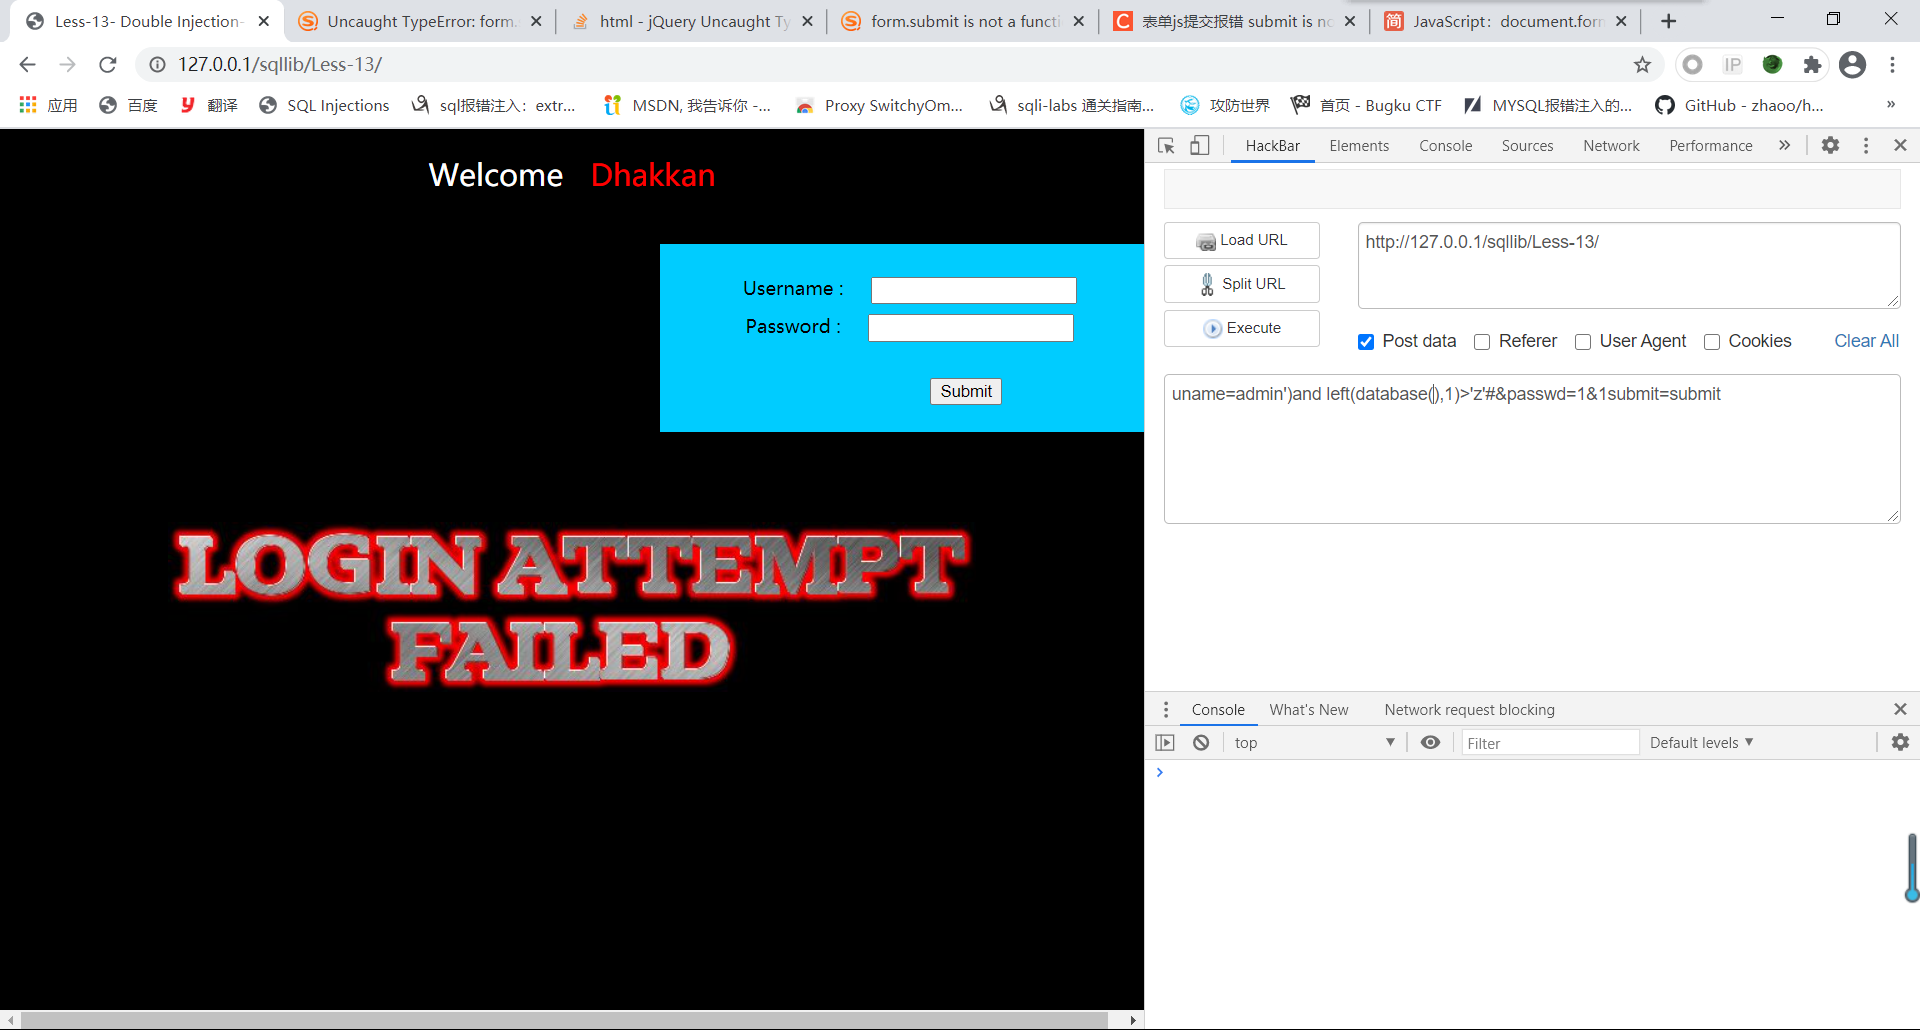 Less-13- Double Injection-
Uncaught TypeError: form.
html - jQuery Uncaught Ty
form.submit is not a functi
表单js提交报错 submit is no
JavaScript：document.form
127.0.0.1/sqllib/Less-13/
IP
应用
百度
翻译
SQL Injections
sql报错注入：extr...
MSDN, 我告诉你 -...
Proxy SwitchyOm...
sqli-labs 通关指南...
攻防世界
首页 - Bugku CTF
MYSQL报错注入的...
GitHub - zhaoo/h...
»
Welcome Dhakkan
Username :
Password :
Submit
LOGIN ATTEMPT
FAILED
HackBar Elements Console Sources Network Performance »
Load URL
http://127.0.0.1/sqllib/Less-13/
Split URL
Execute
Post data Referer User Agent Cookies Clear All
uname=admin')and left(database(),1)>'z'#&passwd=1&1submit=submit
Console What's New Network request blocking
top Filter Default levels